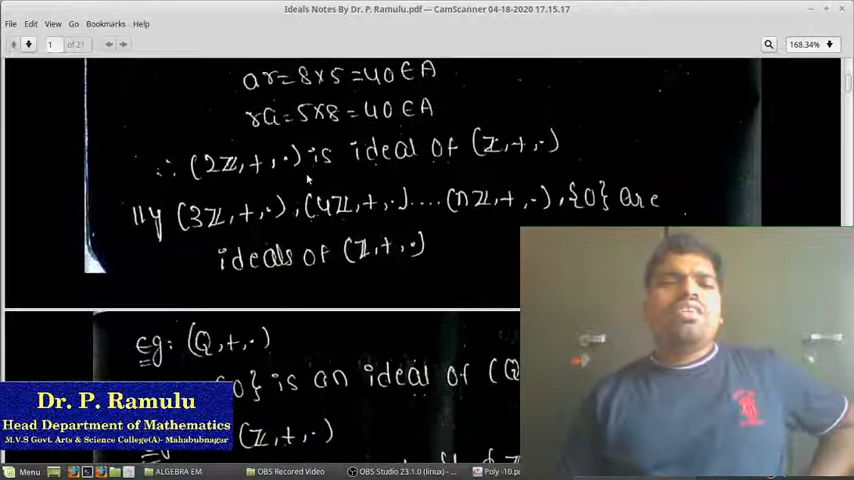 Ideals Notes By Dr. P. Ramulu.pdf — CamScanner 04-18-2020 17.15.17
File Edit View Go Bookmarks Help
1 of 21
168.34%
ar=8×5=40∈A
ra=5×8=40∈A
∴ (2ℤ,+,·) is ideal of (ℤ,+,·)
lly (3ℤ,+,·), (4ℤ,+,·)....(nℤ,+,·), {0} are
ideals of (ℤ,+,·)
Eg: (Q,+,·)
{0} is an ideal of (Q
(ℤ,+,·)
Dr. P. Ramulu
Head Department of Mathematics
M.V.S Govt. Arts & Science College(A)- Mahabubnagar
Menu
ALGEBRA EM
OBS Recored Video
OBS Studio 23.1.0 (linux) -...
Poly -10.p